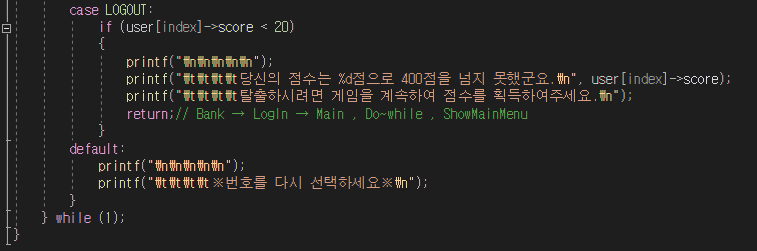 case LOGOUT:
if (user[index]->score < 20)
{
printf("₩n₩n₩n₩n₩n");
printf("₩t₩t₩t₩t당신의 점수는 %d점으로 400점을 넘지 못했군요.₩n", user[index]->score);
printf("₩t₩t₩t₩t탈출하시려면 게임을 계속하여 점수를 획득하여주세요.₩n");
return;// Bank → LogIn → Main , Do~while , ShowMainMenu
}
default:
printf("₩n₩n₩n₩n");
printf("₩t₩t₩t₩t※번호를 다시 선택하세요※₩n");
}
} while (1);
}